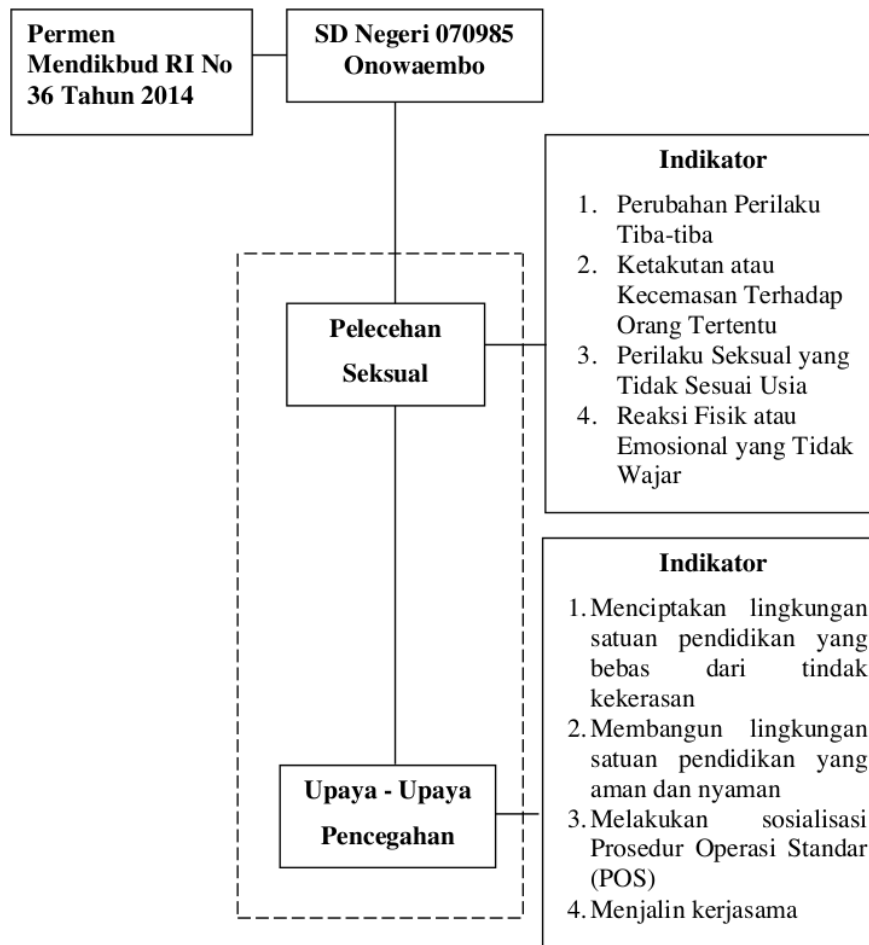 Permen
Mendikbud RI No
36 Tahun 2014
SD Negeri 070985
Onowaembo
Indikator
1. Perubahan Perilaku
Tiba-tiba
2. Ketakutan atau
Kecemasan Terhadap
Orang Tertentu
3. Perilaku Seksual yang
Tidak Sesuai Usia
4. Reaksi Fisik atau
Emosional yang Tidak
Wajar
Pelecehan
Seksual
Indikator
1. Menciptakan lingkungan
satuan pendidikan yang
bebas dari tindak
kekerasan
2. Membangun lingkungan
satuan pendidikan yang
aman dan nyaman
3. Melakukan sosialisasi
Prosedur Operasi Standar
(POS)
4. Menjalin kerjasama
Upaya - Upaya
Pencegahan